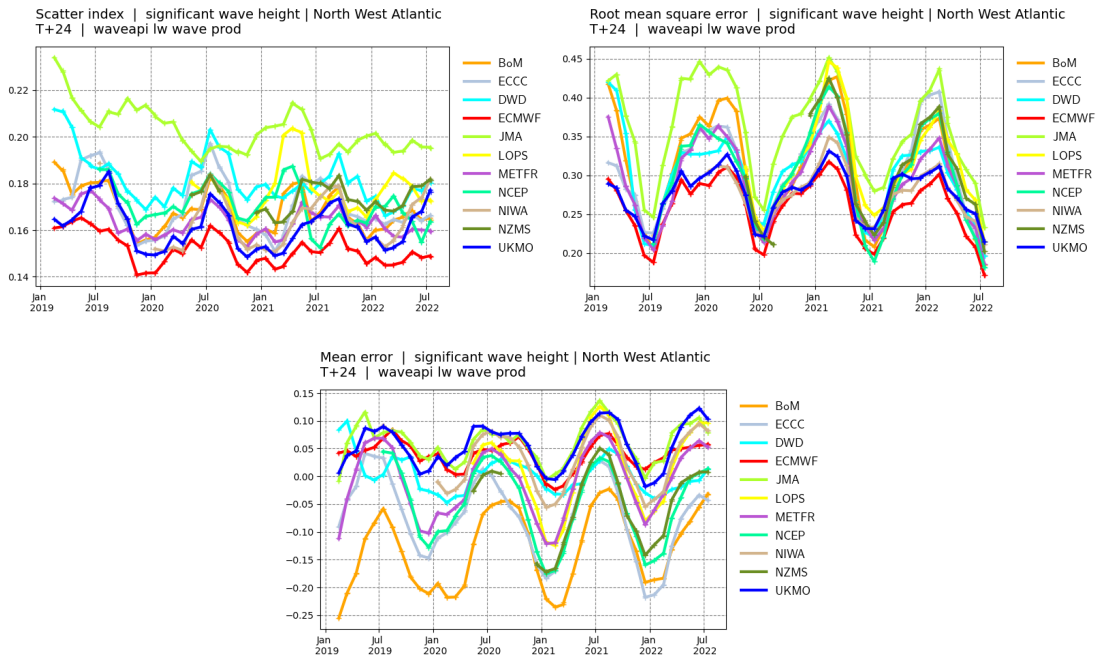 Scatter index | significant wave height | North West Atlantic
T+24 | waveapi lw wave prod
0.22
0.20
0.18
0.16
0.14
Jan
2019
Jul
2019
Jan
2020
Jul
2020
Jan
2021
Jul
2021
Jan
2022
Jul
2022
BoM
ECCC
DWD
ECMWF
JMA
LOPS
METFR
NCEP
NIWA
NZMS
UKMO
Root mean square error | significant wave height | North West Atlantic
T+24 | waveapi lw wave prod
0.45
0.40
0.35
0.30
0.25
0.20
Jan
2019
Jul
2019
Jan
2020
Jul
2020
Jan
2021
Jul
2021
Jan
2022
Jul
2022
BoM
ECCC
DWD
ECMWF
JMA
LOPS
METFR
NCEP
NIWA
NZMS
UKMO
Mean error | significant wave height | North West Atlantic
T+24 | waveapi lw wave prod
0.15
0.10
0.05
0.00
−0.05
−0.10
−0.15
−0.20
−0.25
Jan
2019
Jul
2019
Jan
2020
Jul
2020
Jan
2021
Jul
2021
Jan
2022
Jul
2022
BoM
ECCC
DWD
ECMWF
JMA
LOPS
METFR
NCEP
NIWA
NZMS
UKMO